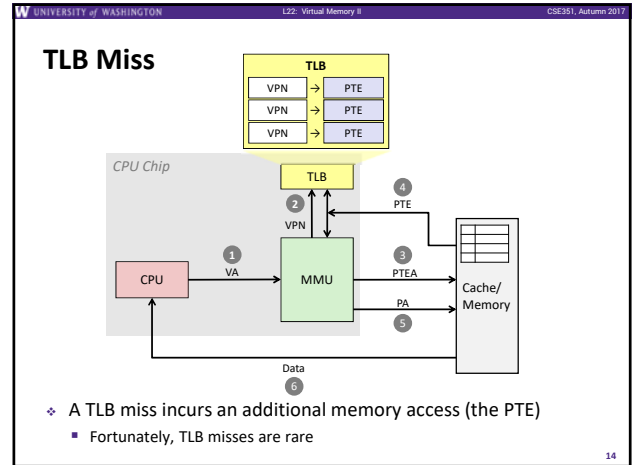 W UNIVERSITY of WASHINGTON
L22: Virtual Memory II
CSE351, Autumn 2017
TLB Miss
TLB
VPN → PTE
VPN → PTE
VPN → PTE
CPU Chip
TLB
4
PTE
2
VPN
1
VA
CPU
MMU
3
PTEA
Cache/
Memory
PA
5
Data
6
❖ A TLB miss incurs an additional memory access (the PTE)
▪ Fortunately, TLB misses are rare
14